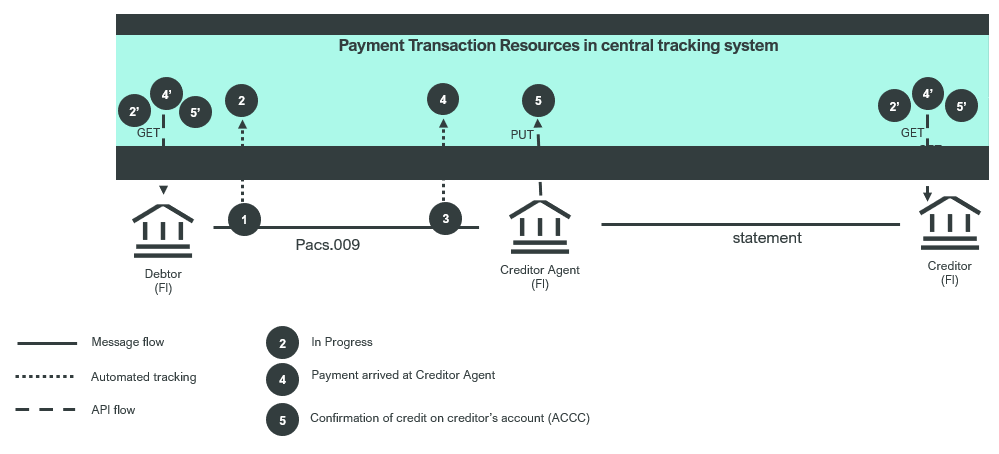 Payment Transaction Resources in central tracking system
2’ 4’ 5’ 2 4 5 2’ 4’ 5’
GET PUT GET
1 3
Pacs.009 statement
Debtor
(FI)
Creditor Agent
(FI)
Creditor
(FI)
Message flow
Automated tracking
API flow
2 In Progress
4 Payment arrived at Creditor Agent
5 Confirmation of credit on creditor’s account (ACCC)